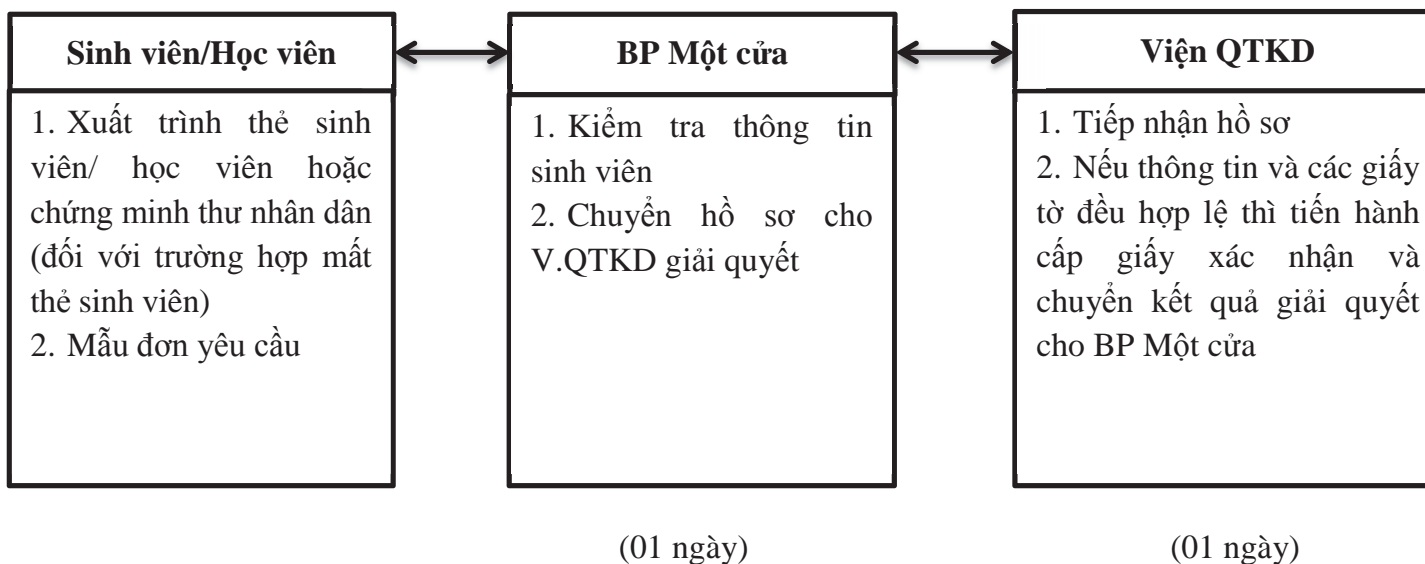 Sinh viên/Học viên
1. Xuất trình thẻ sinh
viên/ học viên hoặc
chứng minh thư nhân dân
(đối với trường hợp mất
thẻ sinh viên)
2. Mẫu đơn yêu cầu
BP Một cửa
1. Kiểm tra thông tin
sinh viên
2. Chuyển hồ sơ cho
V.QTKD giải quyết
(01 ngày)
Viện QTKD
1. Tiếp nhận hồ sơ
2. Nếu thông tin và các giấy
tờ đều hợp lệ thì tiến hành
cấp giấy xác nhận và
chuyển kết quả giải quyết
cho BP Một cửa
(01 ngày)